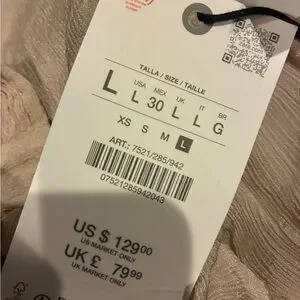 TALLA / SIZE / TAILLE
USA MEX UK IT BR
L L 30 L L G
XS S M L
ART.: 7521/285/942
07521285942043
US $ 129.00
US MARKET ONLY
UK £ 79.99
UK MARKET ONLY